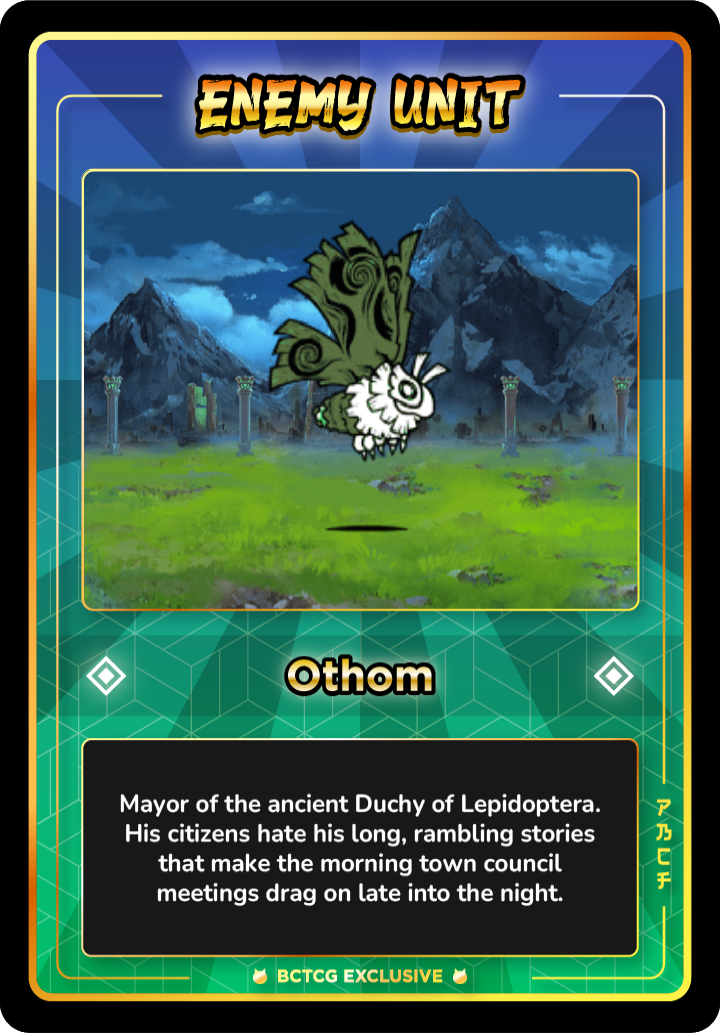 ENEMY UNIT
Othom
Mayor of the ancient Duchy of Lepidoptera.
His citizens hate his long, rambling stories
that make the morning town council
meetings drag on late into the night.
BCTCG EXCLUSIVE